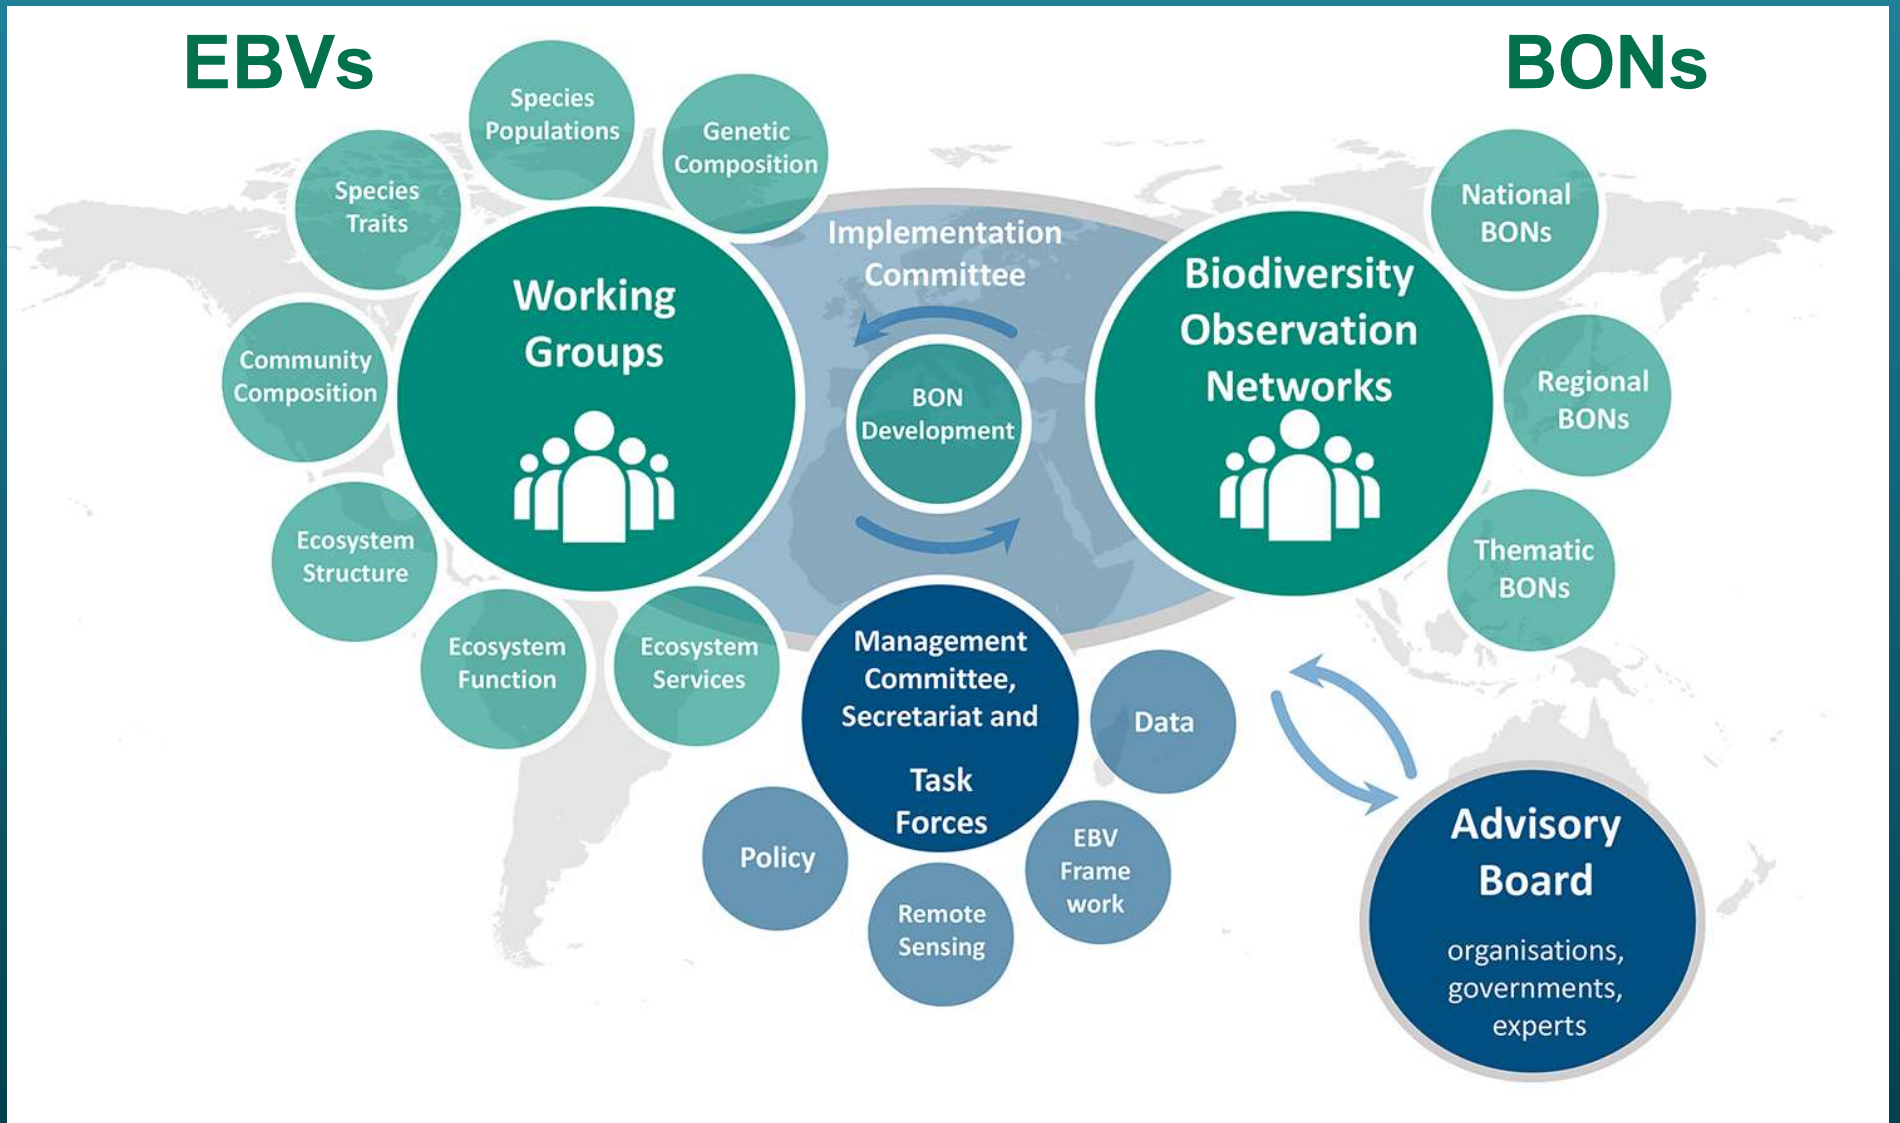 EBVs
BONs
Species
Populations
Genetic
Composition
Species
Traits
Community
Composition
Ecosystem
Structure
Ecosystem
Function
Ecosystem
Services
Working
Groups
Implementation
Committee
BON
Development
Biodiversity
Observation
Networks
National
BONs
Regional
BONs
Thematic
BONs
Management
Committee,
Secretariat and
Task
Forces
Data
EBV
Frame
work
Remote
Sensing
Policy
Advisory
Board
organisations,
governments,
experts